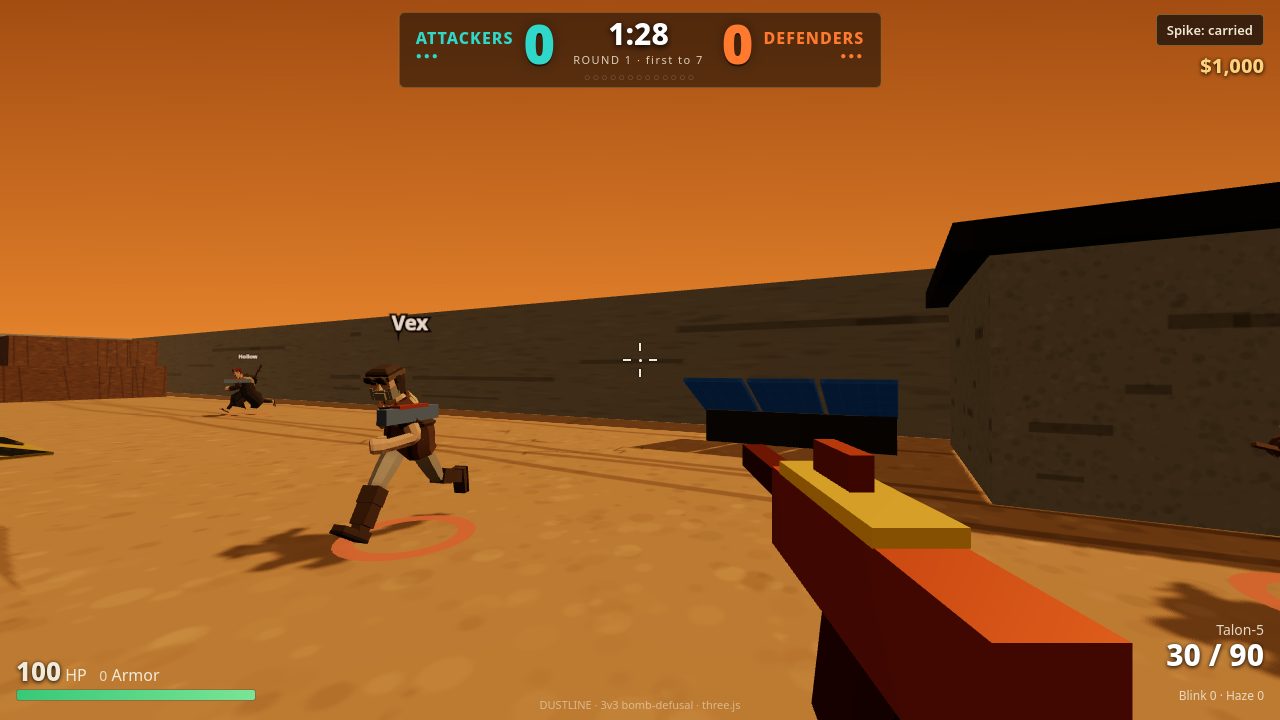 ATTACKERS 0 1:28 0 DEFENDERS
ROUND 1 · first to 7
Spike: carried
$1,000
Vex
Hollow
Talon-5
30 / 90
100 HP 0 Armor
Blink 0 · Haze 0
DUSTLINE · 3v3 bomb-defusal · three.js